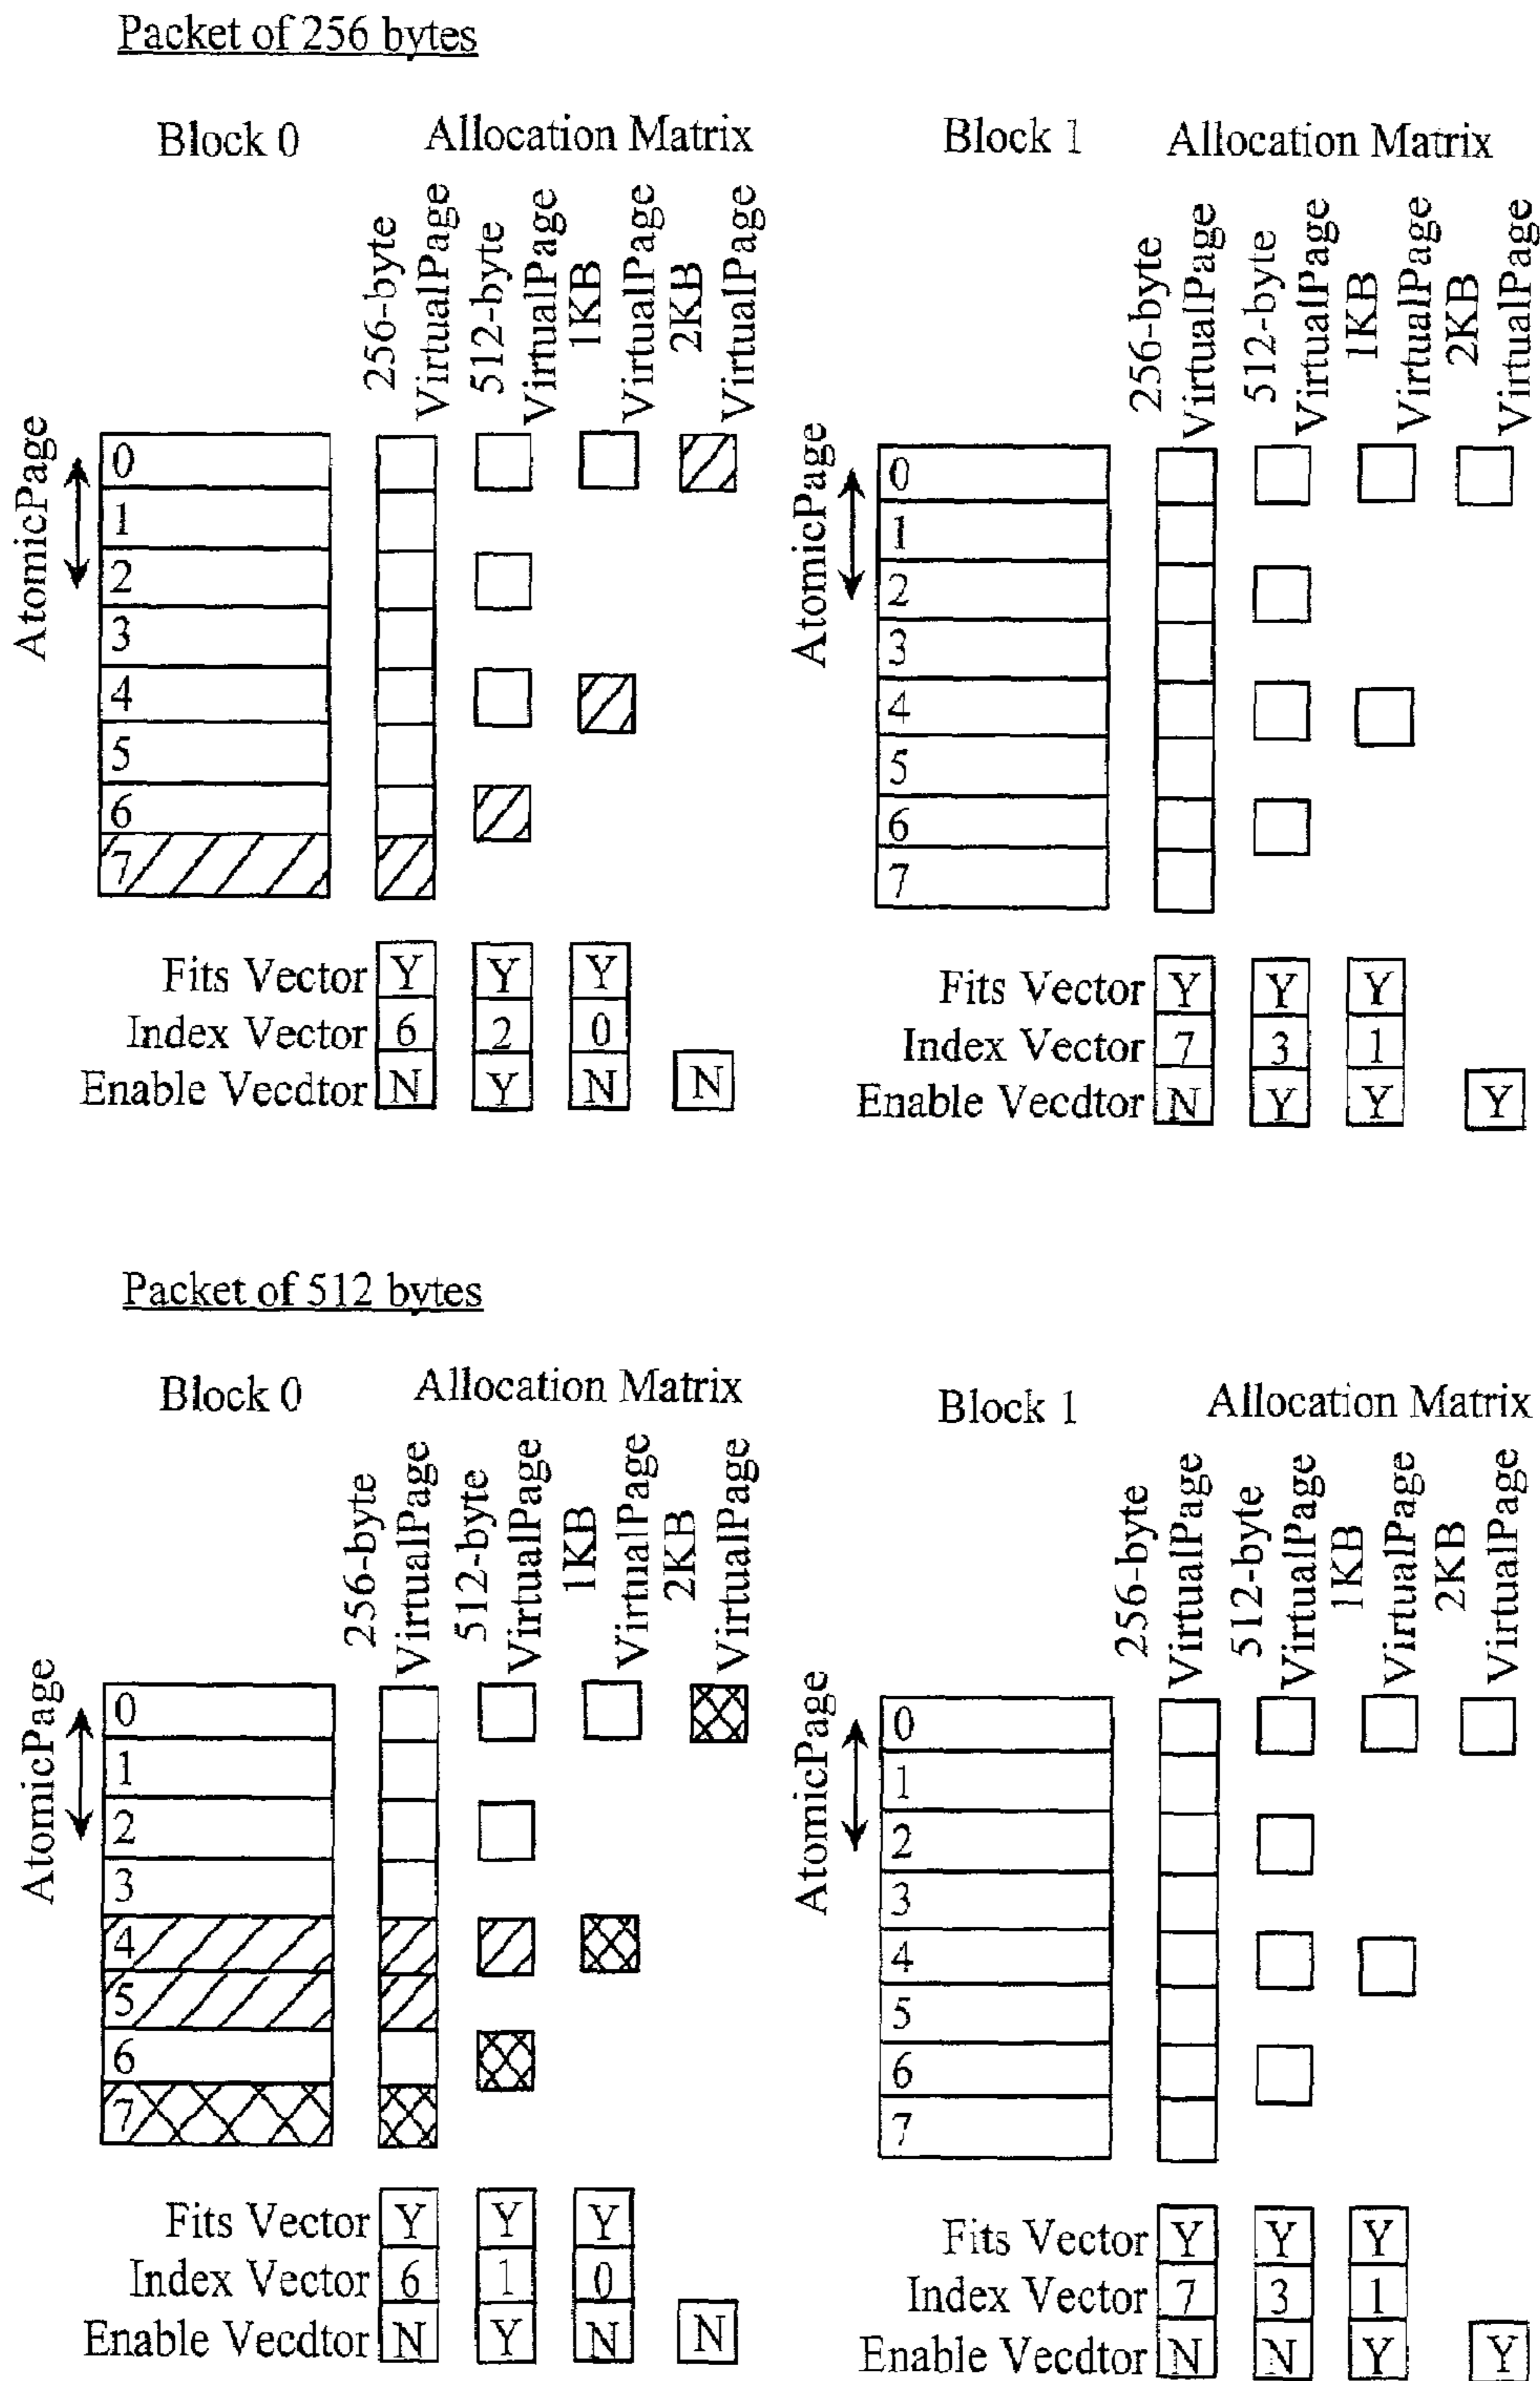 Packet of 256 bytes
Block 0
Allocation Matrix
256-byte
VirtualPage
512-byte
VirtualPage
1KB
VirtualPage
2KB
VirtualPage
AtomicPage
0
1
2
3
4
5
6
7
Fits Vector Y Y Y
Index Vector 6 2 0
Enable Vecdtor N Y N N
Block 1
Allocation Matrix
256-byte
VirtualPage
512-byte
VirtualPage
1KB
VirtualPage
2KB
VirtualPage
AtomicPage
0
1
2
3
4
5
6
7
Fits Vector Y Y Y
Index Vector 7 3 1
Enable Vecdtor N Y Y Y
Packet of 512 bytes
Block 0
Allocation Matrix
256-byte
VirtualPage
512-byte
VirtualPage
1KB
VirtualPage
2KB
VirtualPage
AtomicPage
0
1
2
3
4
5
6
7
Fits Vector Y Y Y
Index Vector 6 1 0
Enable Vecdtor N Y N N
Block 1
Allocation Matrix
256-byte
VirtualPage
512-byte
VirtualPage
1KB
VirtualPage
2KB
VirtualPage
AtomicPage
0
1
2
3
4
5
6
7
Fits Vector Y Y Y
Index Vector 7 3 1
Enable Vecdtor N N Y Y